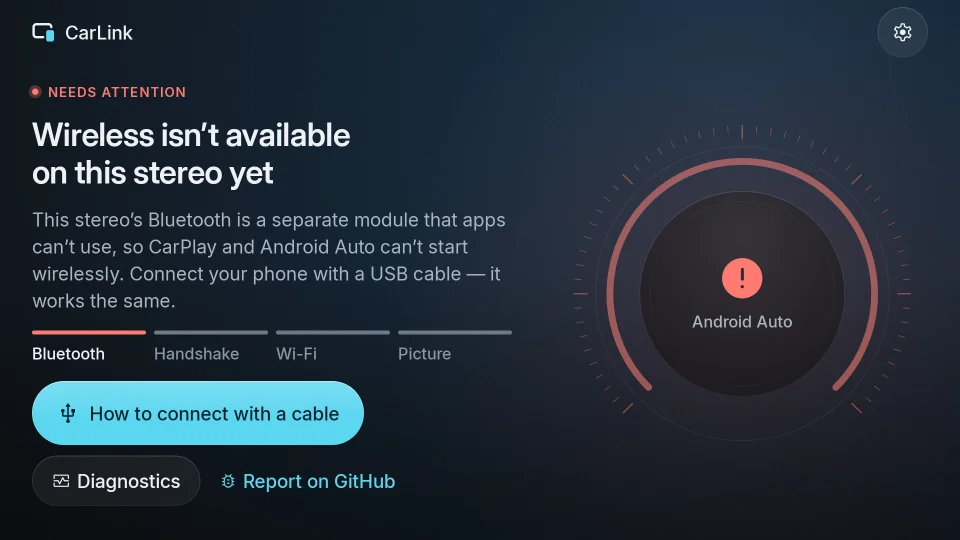 CarLink
NEEDS ATTENTION
Wireless isn’t available
on this stereo yet
This stereo’s Bluetooth is a separate module that apps
can’t use, so CarPlay and Android Auto can’t start
wirelessly. Connect your phone with a USB cable — it
works the same.
Bluetooth
Handshake
Wi-Fi
Picture
How to connect with a cable
Diagnostics
Report on GitHub
Android Auto